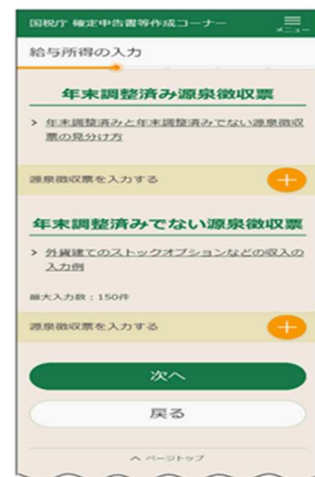 国税庁 確定申告書等作成コーナー
メニュー
給与所得の入力
年末調整済み源泉徴収票
> 年末調整済みと年末調整済みでない源泉徴収
票の見分け方
源泉徴収票を入力する
年末調整済みでない源泉徴収票
> 外貨建てのストックオプションなどの収入の
入力例
最大入力数：150件
源泉徴収票を入力する
次へ
戻る
ページトップ